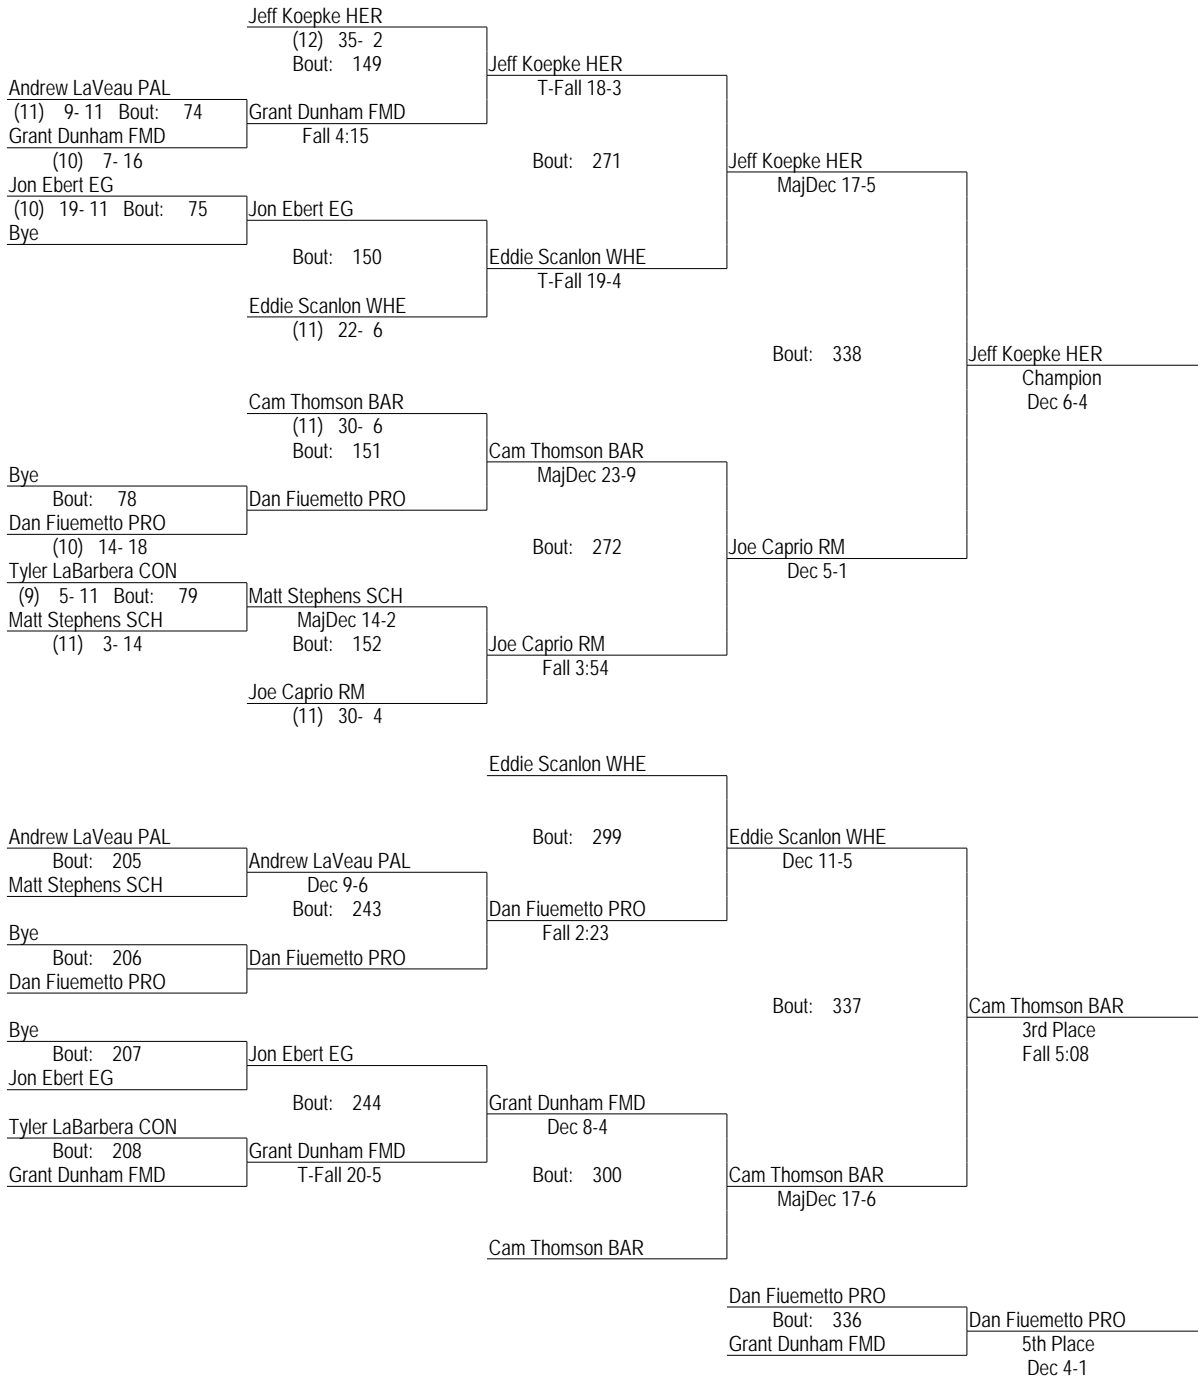 Jeff Koepke HER
(12) 35- 2
Bout: 149
Jeff Koepke HER
T-Fall 18-3
Andrew LaVeau PAL
(11) 9- 11 Bout: 74
Grant Dunham FMD
Grant Dunham FMD
Fall 4:15
(10) 7- 16
Bout: 271
Jeff Koepke HER
MajDec 17-5
Jon Ebert EG
(10) 19- 11 Bout: 75
Jon Ebert EG
Bye
Bout: 150
Eddie Scanlon WHE
T-Fall 19-4
Eddie Scanlon WHE
(11) 22- 6
Bout: 338
Jeff Koepke HER
Champion
Dec 6-4
Cam Thomson BAR
(11) 30- 6
Bout: 151
Cam Thomson BAR
MajDec 23-9
Bye
Bout: 78
Dan Fiuemetto PRO
Dan Fiuemetto PRO
(10) 14- 18
Bout: 272
Joe Caprio RM
Dec 5-1
Tyler LaBarbera CON
(9) 5- 11 Bout: 79
Matt Stephens SCH
Matt Stephens SCH
MajDec 14-2
(11) 3- 14
Bout: 152
Joe Caprio RM
Fall 3:54
Joe Caprio RM
(11) 30- 4
Eddie Scanlon WHE
Bout: 299
Eddie Scanlon WHE
Dec 11-5
Andrew LaVeau PAL
Bout: 205
Matt Stephens SCH
Andrew LaVeau PAL
Dec 9-6
Bout: 243
Dan Fiuemetto PRO
Fall 2:23
Bye
Bout: 206
Dan Fiuemetto PRO
Dan Fiuemetto PRO
Bout: 337
Cam Thomson BAR
3rd Place
Fall 5:08
Bye
Bout: 207
Jon Ebert EG
Jon Ebert EG
Bout: 244
Grant Dunham FMD
Dec 8-4
Tyler LaBarbera CON
Bout: 208
Grant Dunham FMD
Grant Dunham FMD
T-Fall 20-5
Bout: 300
Cam Thomson BAR
MajDec 17-6
Cam Thomson BAR
Dan Fiuemetto PRO
Bout: 336
Grant Dunham FMD
Dan Fiuemetto PRO
5th Place
Dec 4-1